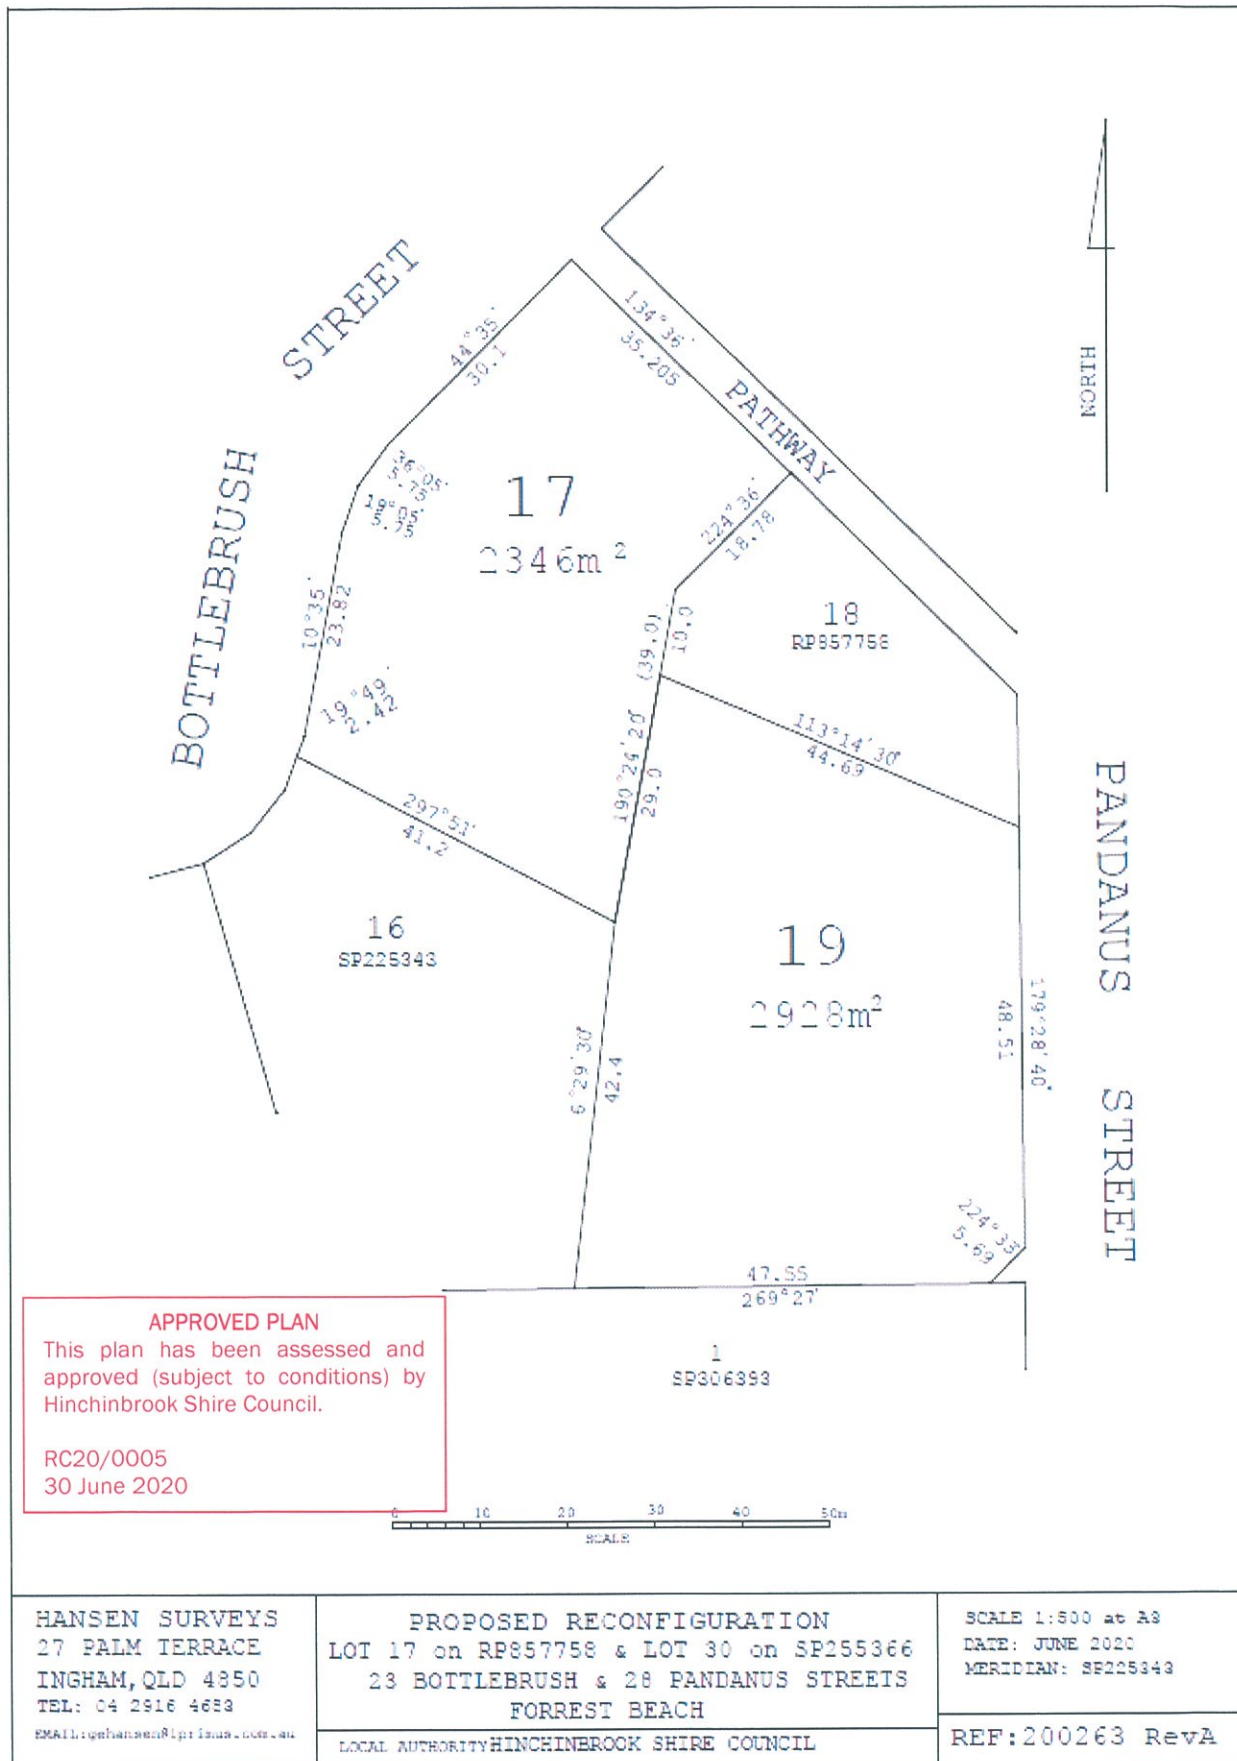 STREET
BOTTLEBRUSH
NORTH
134°36'
35.205
PATHWAY
44°35'
30.1
36°05'
5.75
19°05'
5.75
17
2346m²
224°36'
18.78
18
RP857758
10°35'
23.82
(39.0)
10.0
19°49'
2.42
190°24'20"
29.0
113°14'30"
44.69
297°51'
41.2
PANDANUS STREET
16
SP225343
19
2928m²
6°29'30"
42.4
179°28'40"
48.51
224°33'
5.69
47.55
269°27'
1
SP306393
APPROVED PLAN
This plan has been assessed and
approved (subject to conditions) by
Hinchinbrook Shire Council.
RC20/0005
30 June 2020
0 10 20 30 40 50m
SCALE
HANSEN SURVEYS
27 PALM TERRACE
INGHAM, QLD 4850
TEL: 04 2916 4683
PROPOSED RECONFIGURATION
LOT 17 on RP857758 & LOT 30 on SP255366
23 BOTTLEBRUSH & 28 PANDANUS STREETS
FORREST BEACH
LOCAL AUTHORITY HINCHINBROOK SHIRE COUNCIL
SCALE 1:500 at A3
DATE: JUNE 2020
MERIDIAN: SP225343
REF:200263 RevA